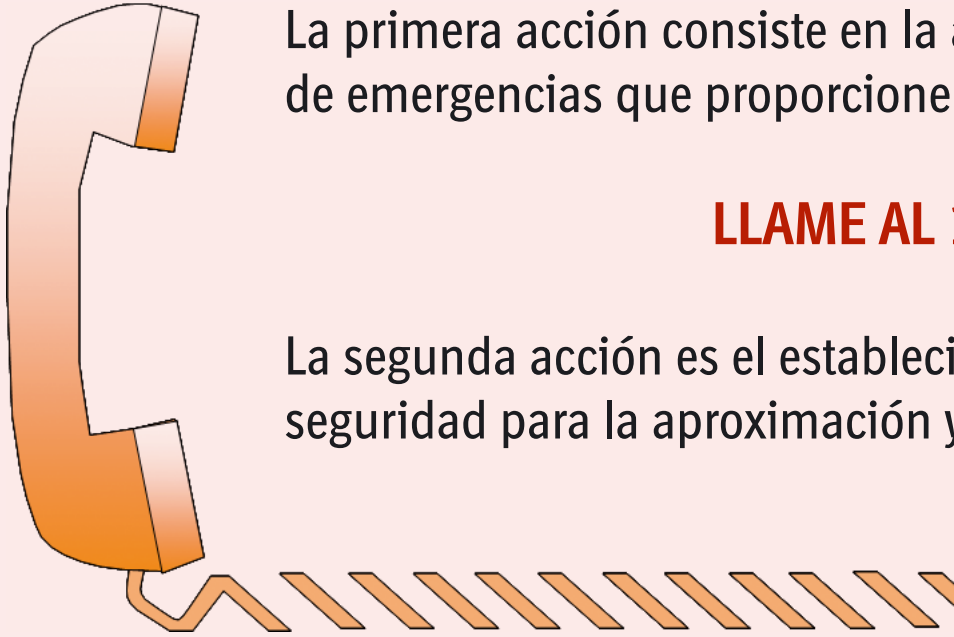 La primera acción consiste en la
de emergencias que proporcione
LLAME AL
La segunda acción es el estableci
seguridad para la aproximación y